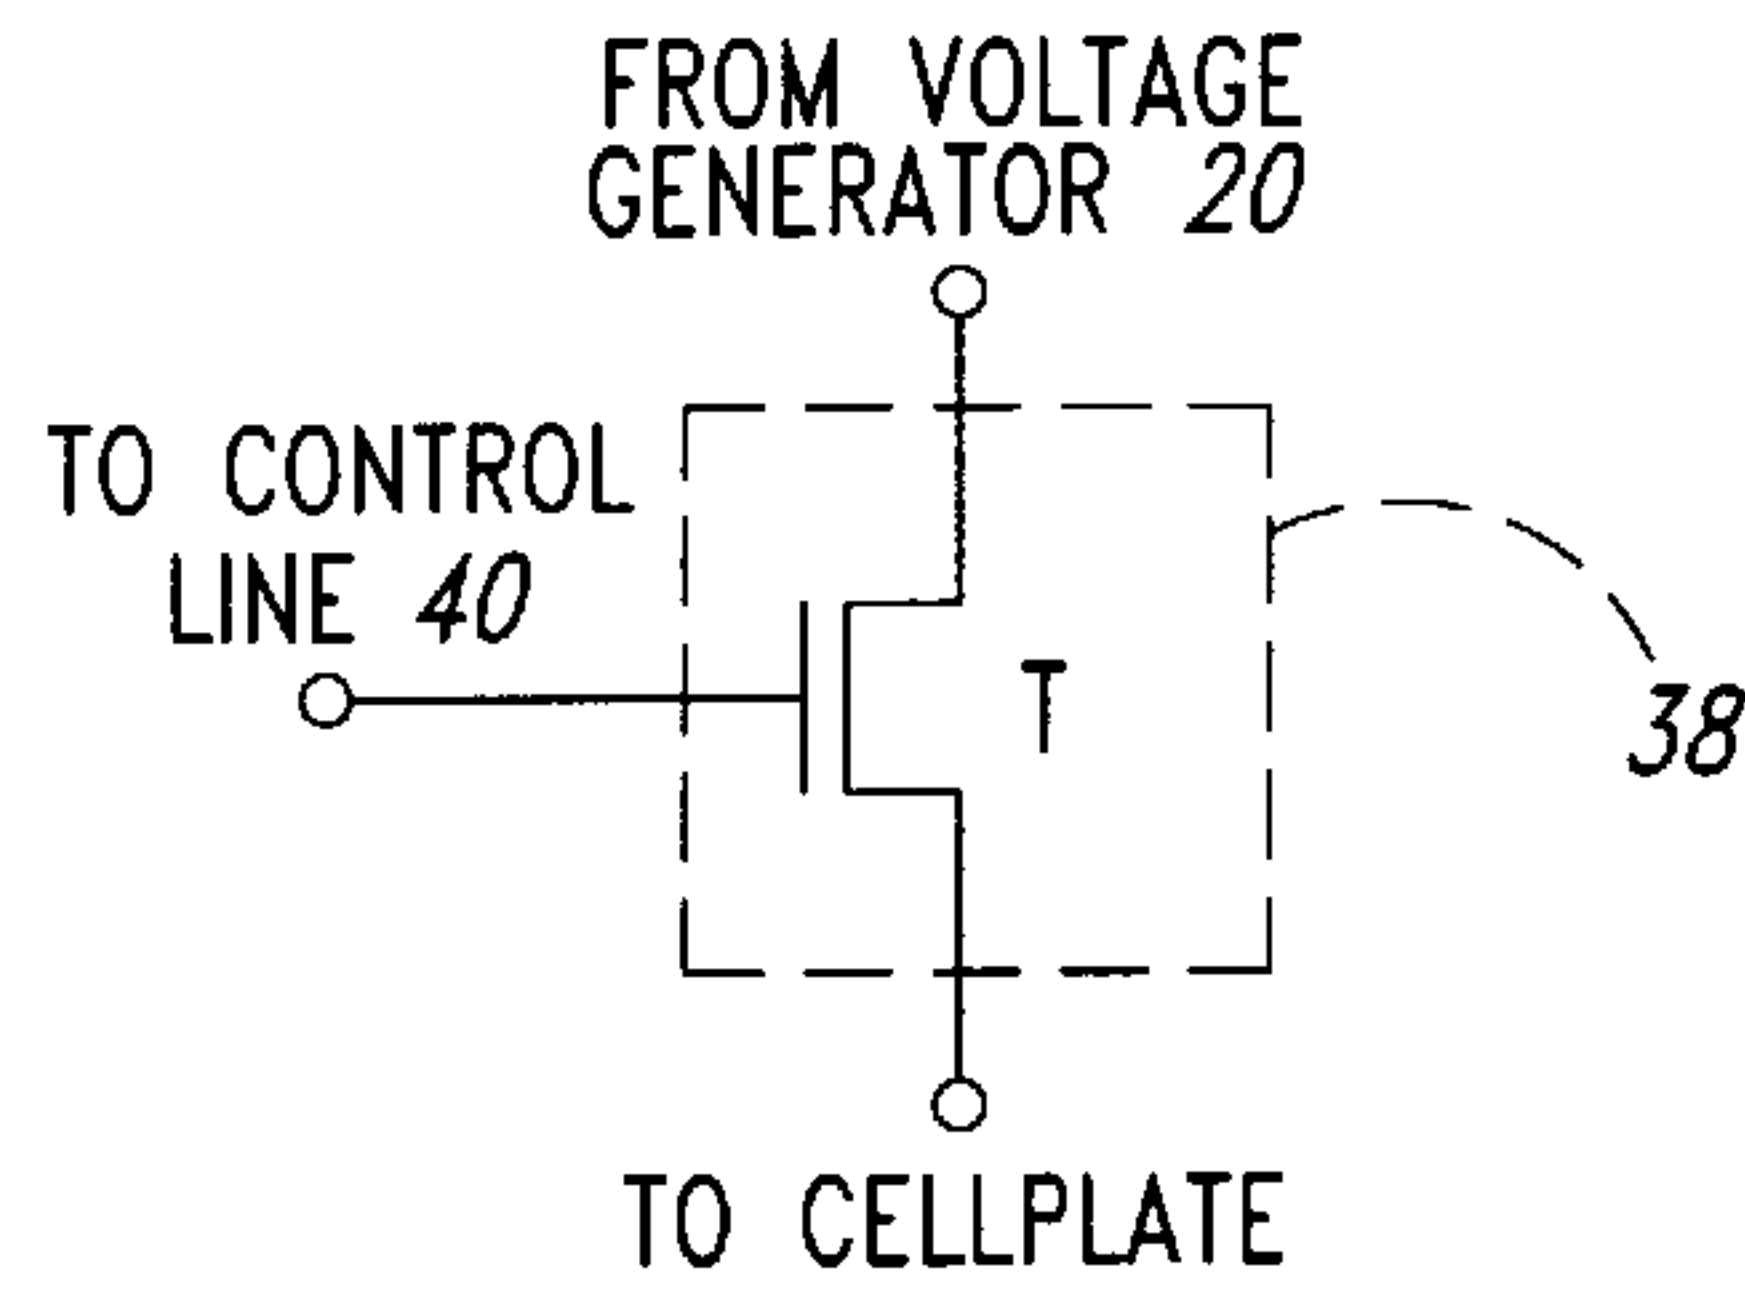 FROM VOLTAGE
GENERATOR 20
TO CONTROL
LINE 40
T
38
TO CELLPLATE